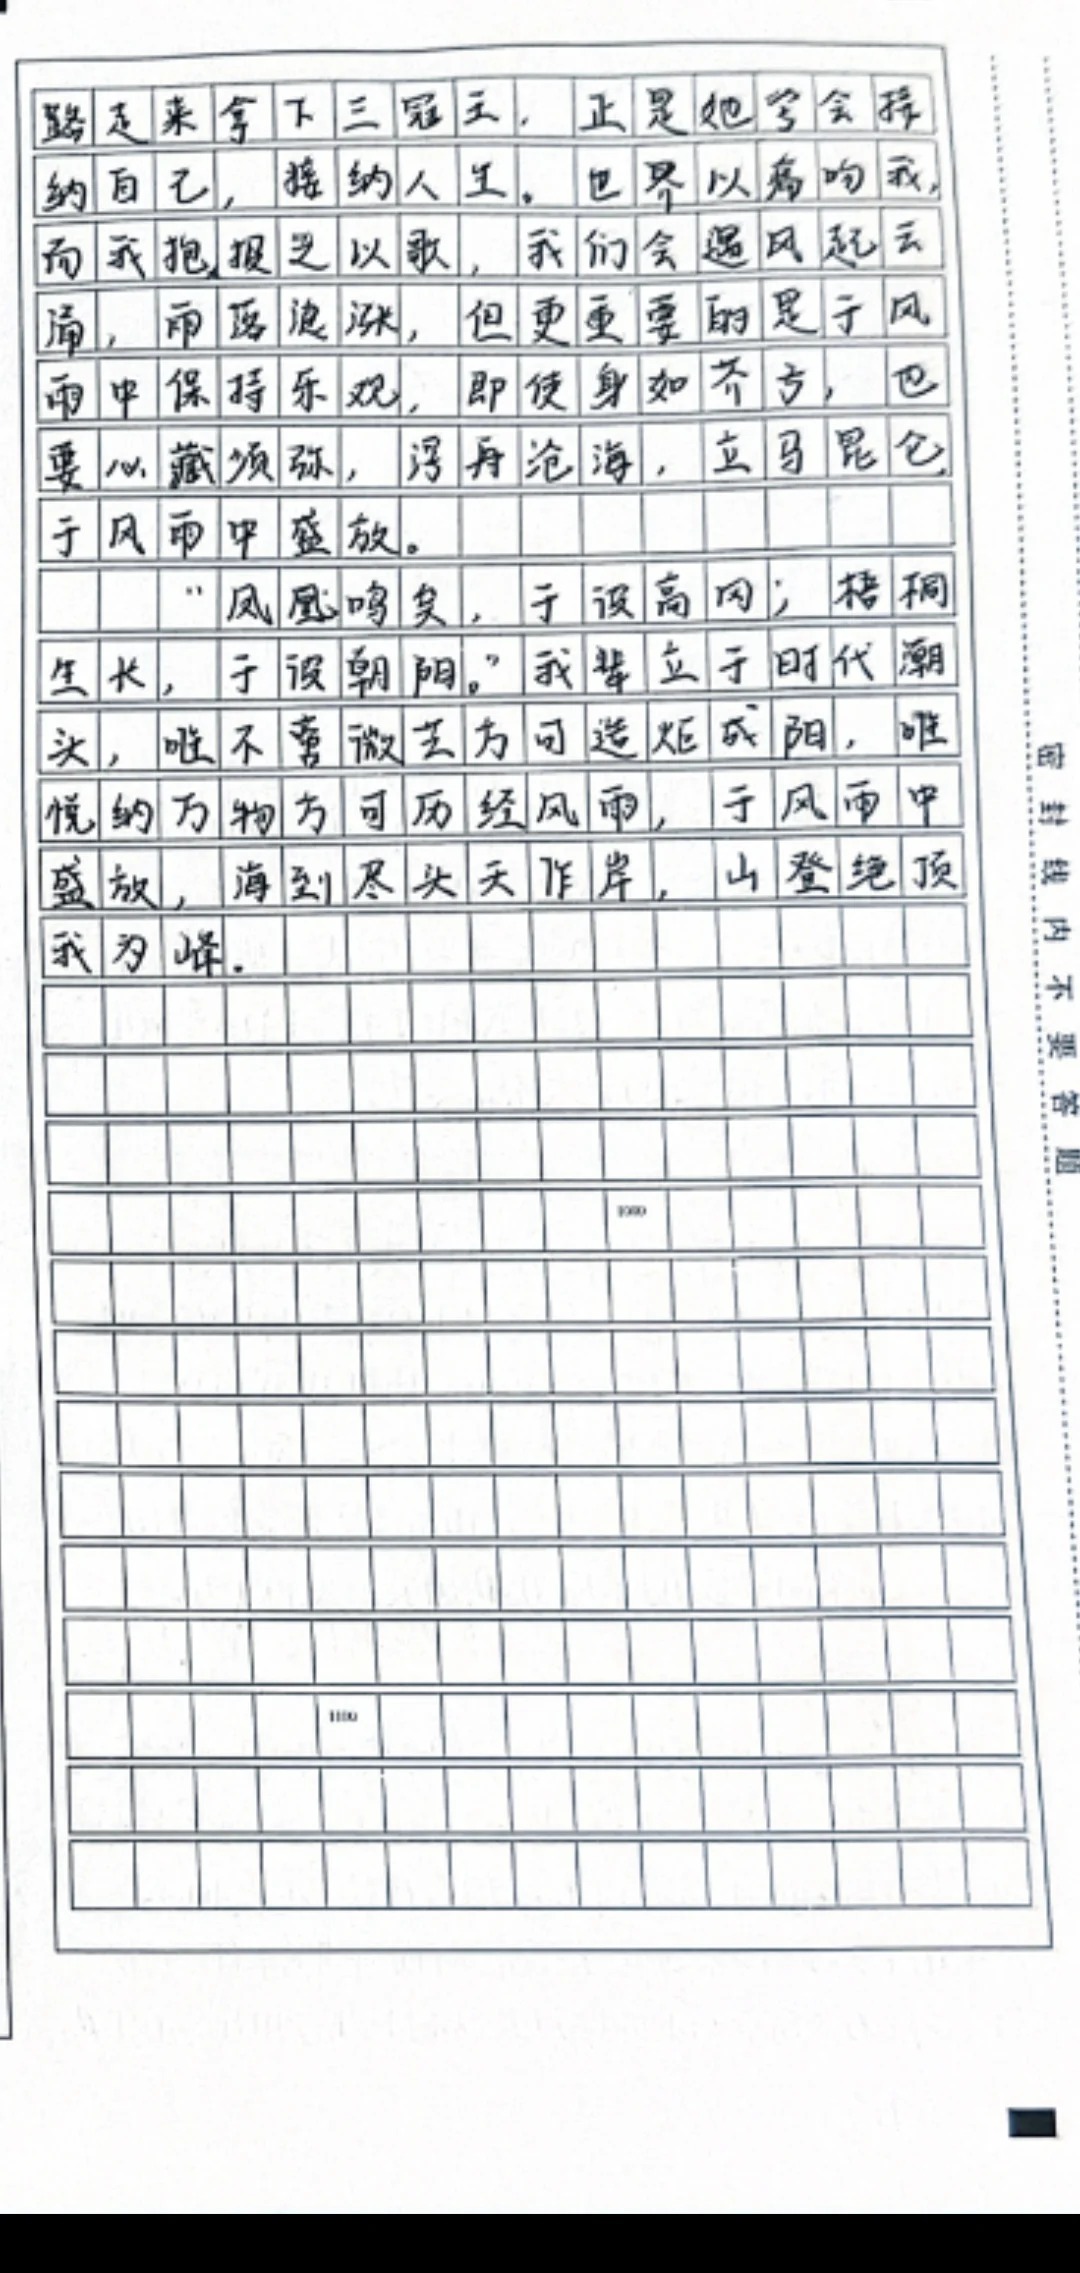 路走来拿下三冠王，正是她学会接
纳自己，接纳人生。世界以痛吻我，
而我抱报之以歌，我们会遇风起云
涌，雨落浪涨，但更重要的是于风
雨中保持乐观，即使身如芥子，也
要心藏须弥，浮舟沧海，立马昆仑，
于风雨中盛放。
“凤凰鸣矣，于设高冈；梧桐
生长，于设朝阳。”我辈立于时代潮
头，唯不弃微芒方可造炬成阳，唯
悦纳万物方可历经风雨，于风雨中
盛放，海到尽头天作岸，山登绝顶
我为峰。
1000
1100
密封线内不要答题